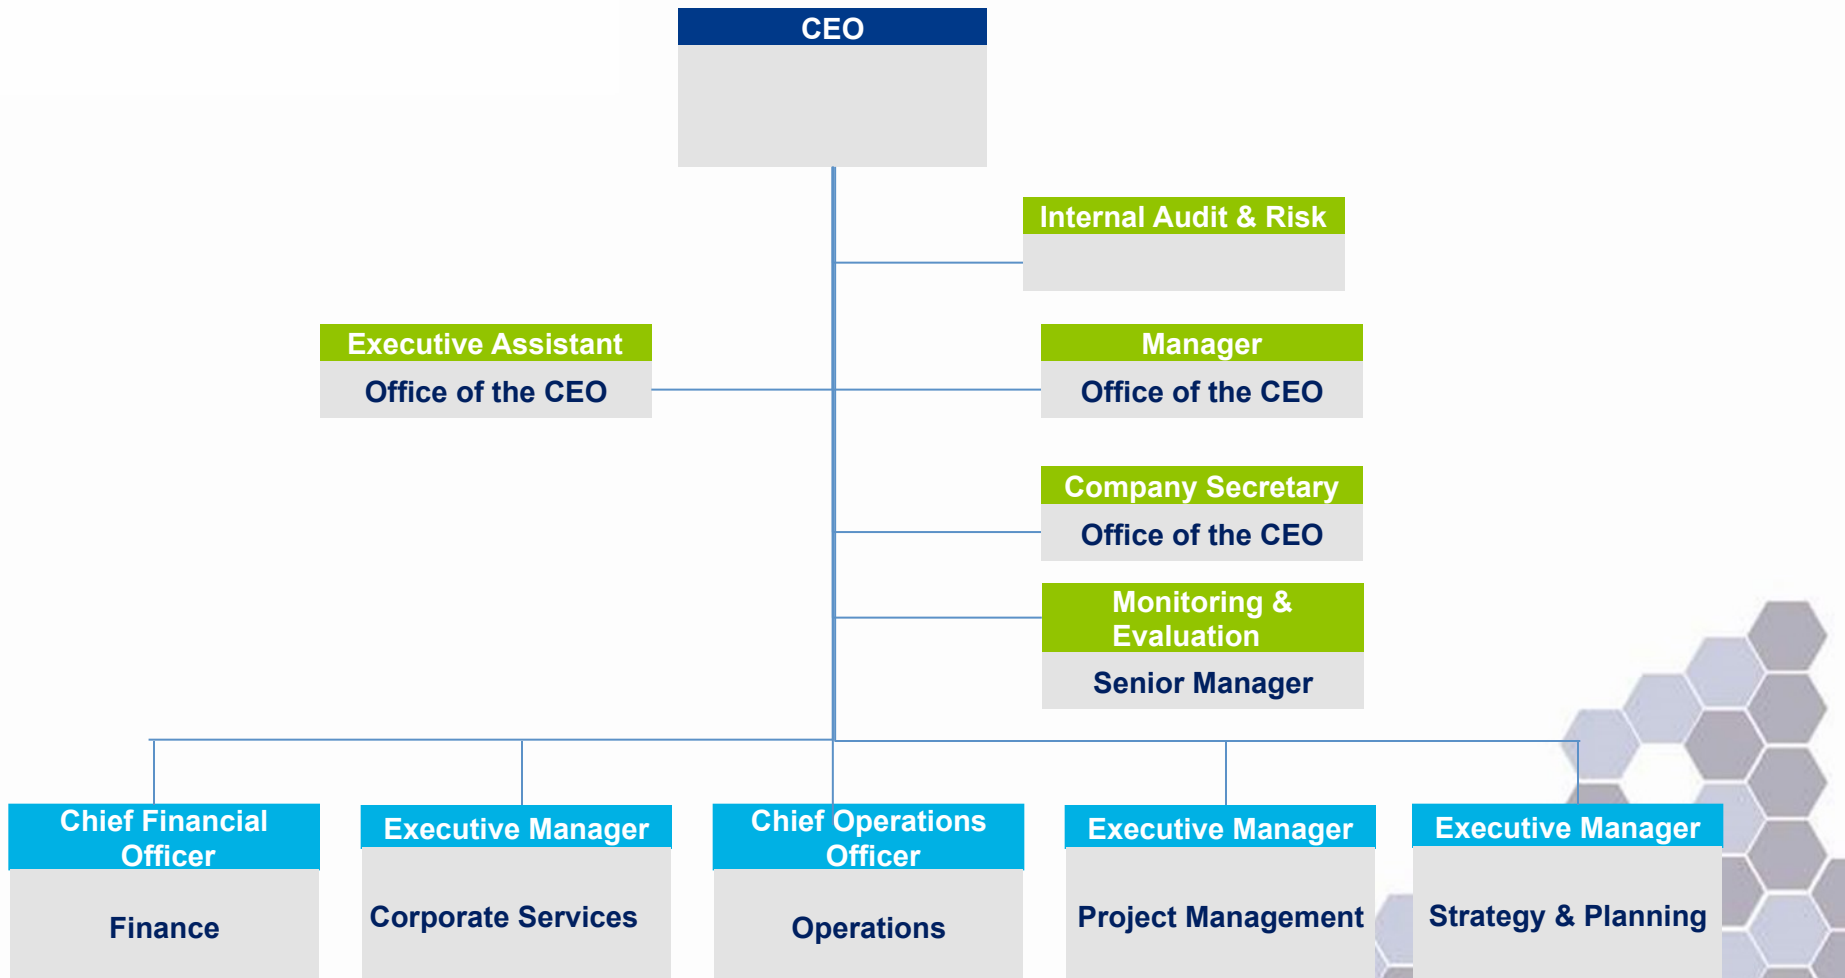 CEO
Internal Audit & Risk
Executive Assistant
Office of the CEO
Manager
Office of the CEO
Company Secretary
Office of the CEO
Monitoring &
Evaluation
Senior Manager
Chief Financial
Officer
Finance
Executive Manager
Corporate Services
Chief Operations
Officer
Operations
Executive Manager
Project Management
Executive Manager
Strategy & Planning